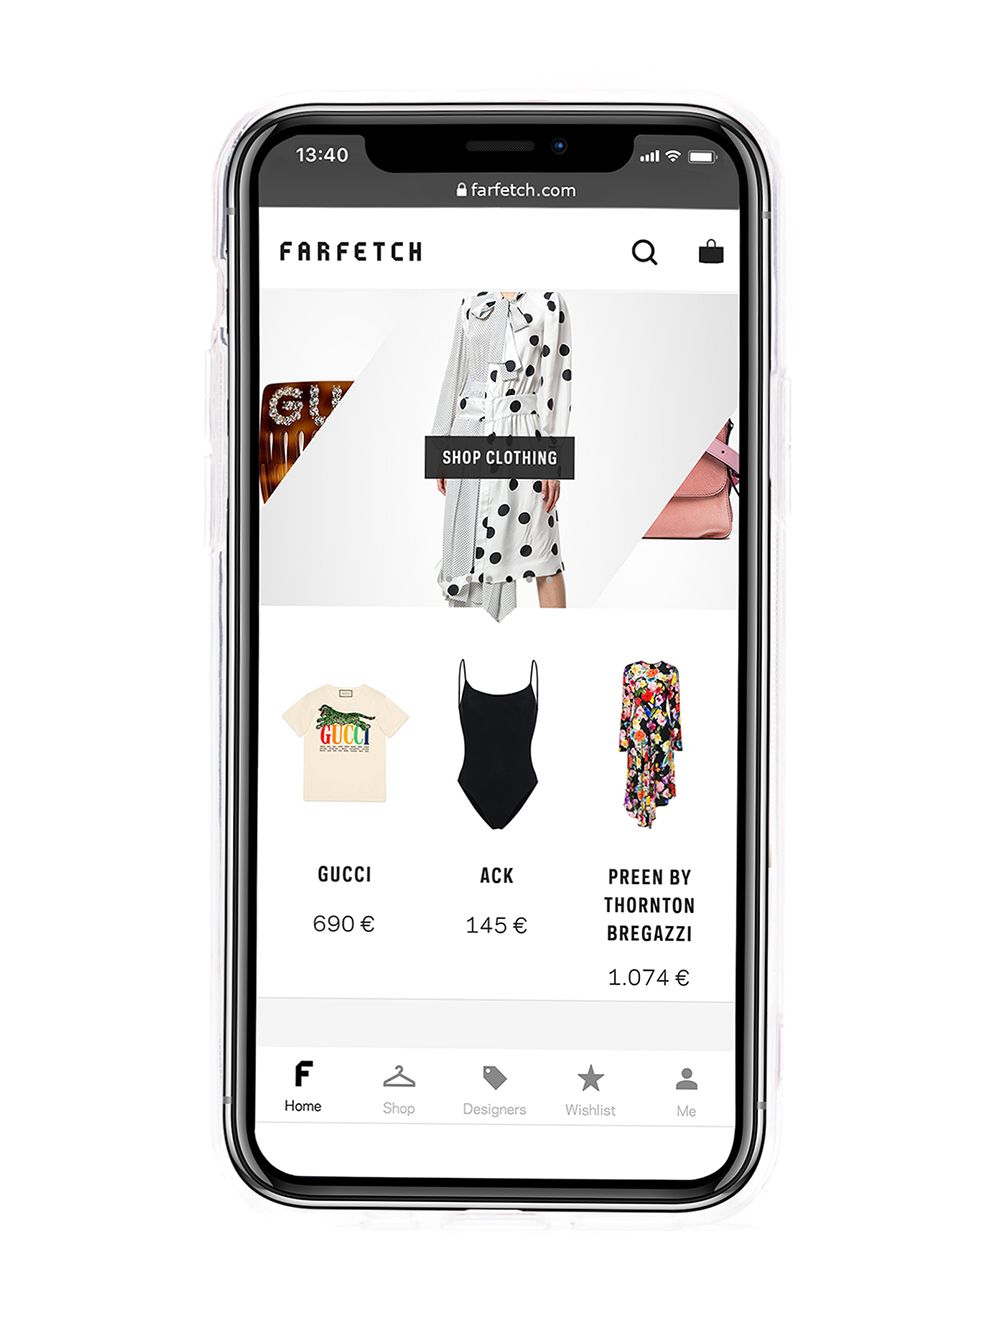 13:40
farfetch.com
FARFETCH
GU
SHOP CLOTHING
GUCCI
GUCCI
ACK
PREEN BY
THORNTON
BREGAZZI
690 €
145 €
1.074 €
F
Home
Shop
Designers
Wishlist
Me